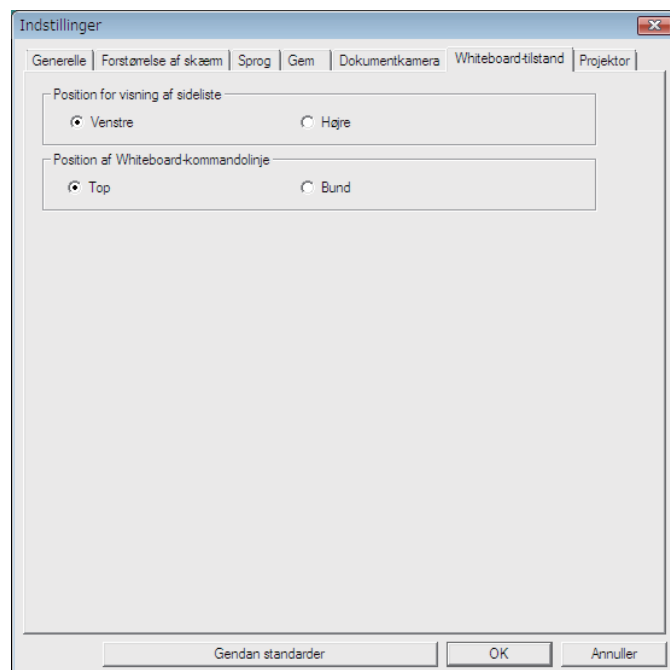 Indstillinger
Generelle Forstørrelse af skærm Sprog Gem Dokumentkamera Whiteboard-tilstand Projektor
Position for visning af sideliste
Venstre Højre
Position af Whiteboard-kommandolinje
Top Bund
Gendan standarder OK Annuller